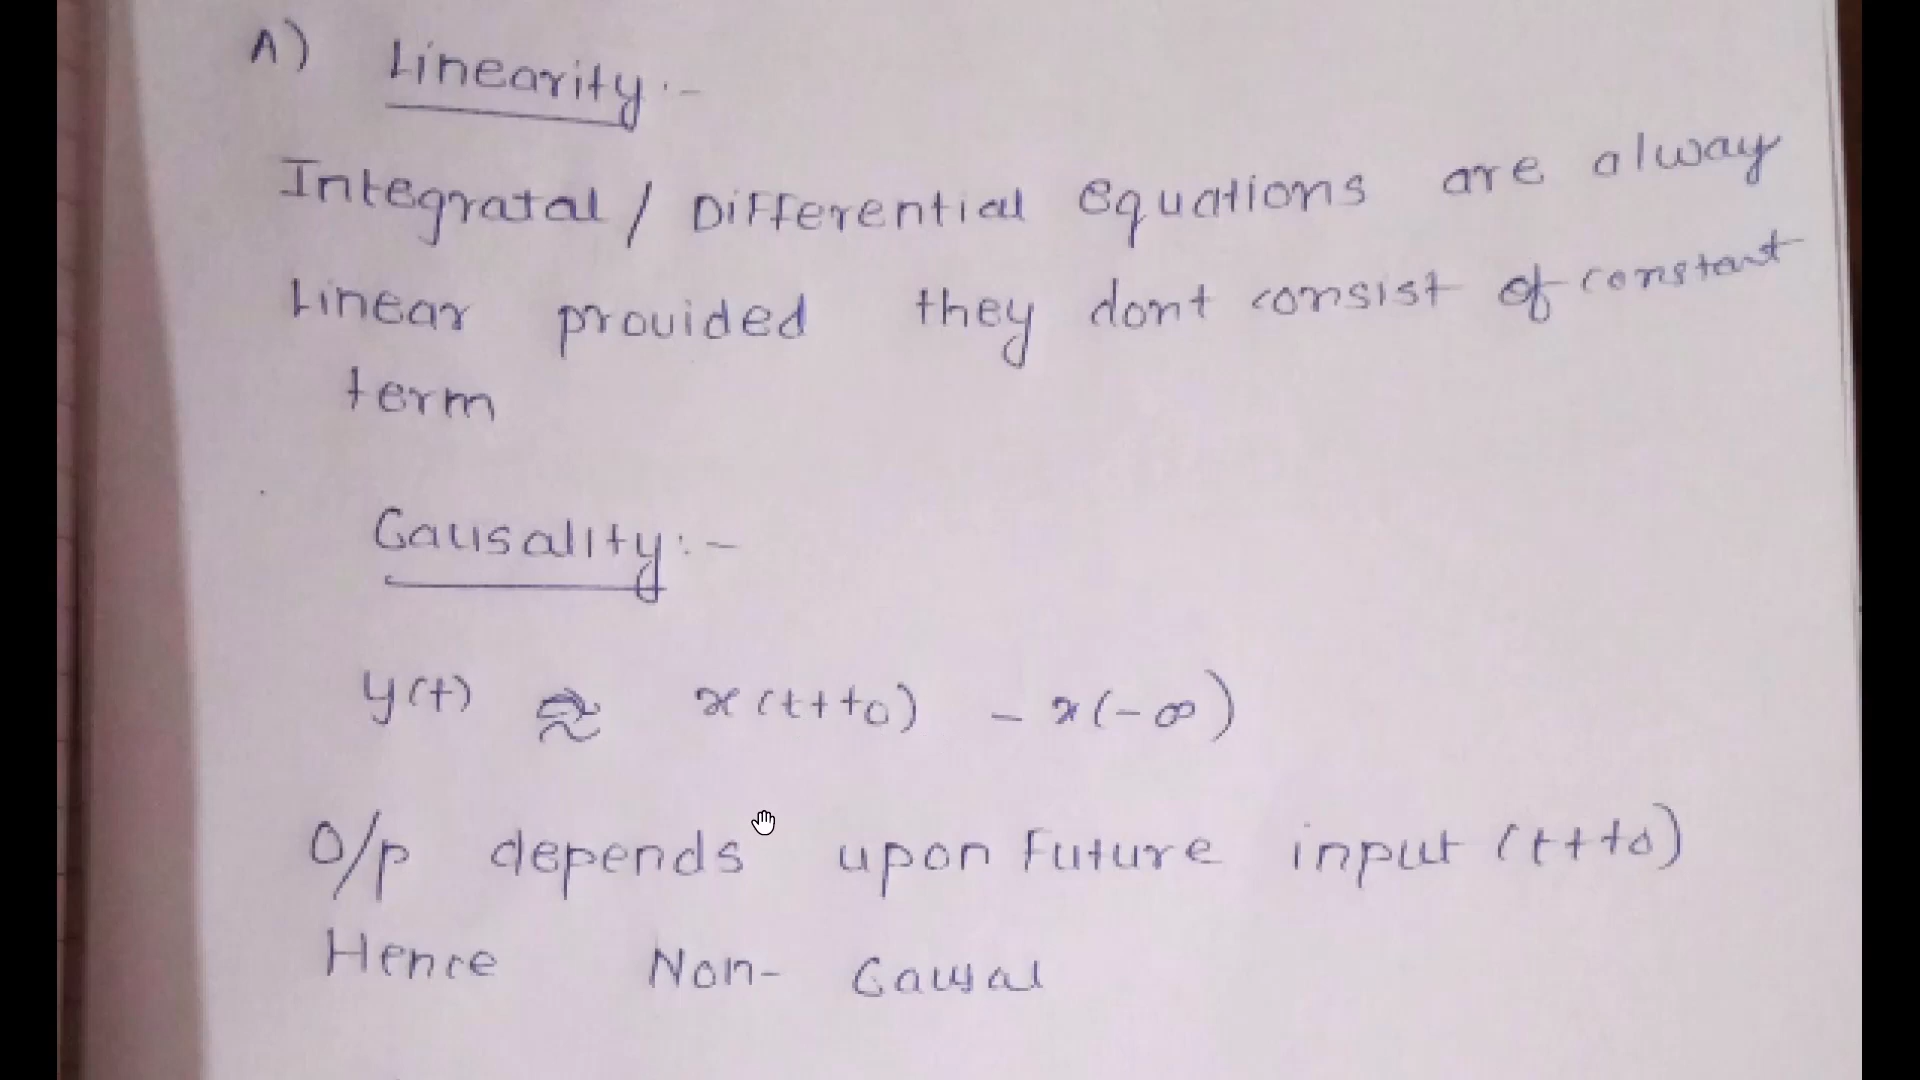 A) Linearity :-
Integratal / Differential equations are alway
Linear provided they dont consist of constant
term
Causality :-
y(t) ≈ x(t+t0) - x(-∞)
O/p depends upon Future input (t+t0)
Hence Non- Causal